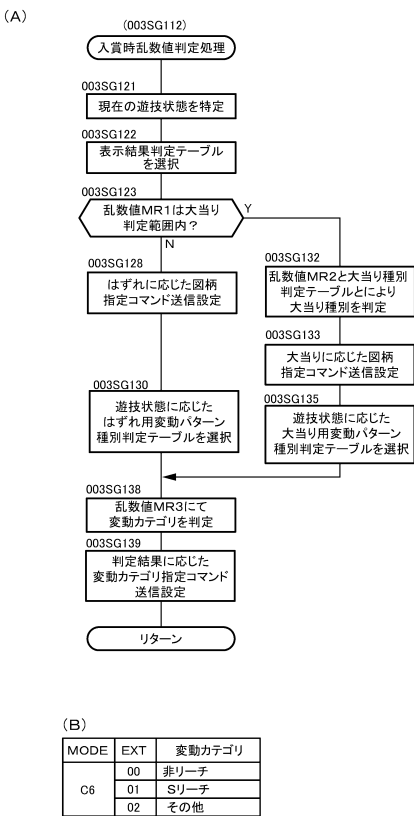 (A)
(003SG112)
入賞時乱数値判定処理
003SG121
現在の遊技状態を特定
003SG122
表示結果判定テーブル
を選択
003SG123
乱数値MR1は大当り
判定範囲内?
Y
N
003SG128
はずれに応じた図柄
指定コマンド送信設定
003SG132
乱数値MR2と大当り種別
判定テーブルとにより
大当り種別を判定
003SG133
大当りに応じた図柄
指定コマンド送信設定
003SG130
遊技状態に応じた
はずれ用変動パターン
種別判定テーブルを選択
003SG135
遊技状態に応じた
大当り用変動パターン
種別判定テーブルを選択
003SG138
乱数値MR3にて
変動カテゴリを判定
003SG139
判定結果に応じた
変動カテゴリ指定コマンド
送信設定
リターン
(B)
MODE EXT 変動カテゴリ
C6
00 非リーチ
01 Sリーチ
02 その他